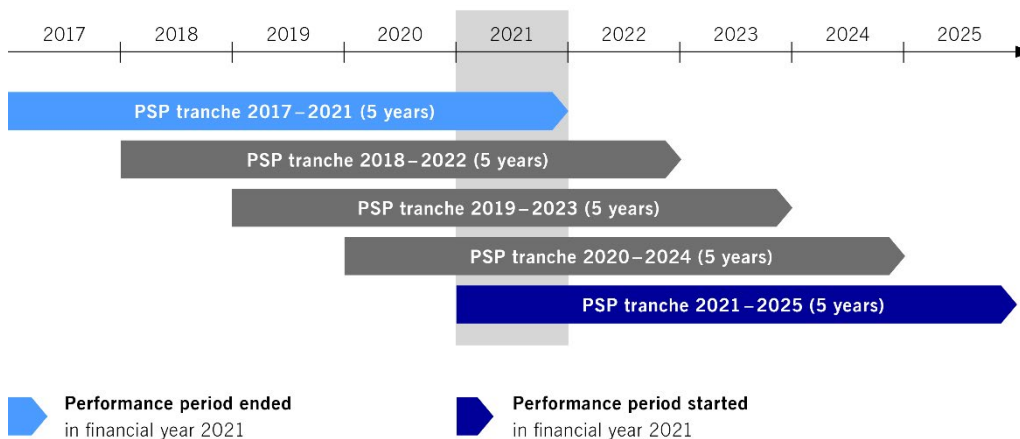 2017 2018 2019 2020 2021 2022 2023 2024 2025
PSP tranche 2017–2021 (5 years)
PSP tranche 2018–2022 (5 years)
PSP tranche 2019–2023 (5 years)
PSP tranche 2020–2024 (5 years)
PSP tranche 2021–2025 (5 years)
Performance period ended
in financial year 2021
Performance period started
in financial year 2021